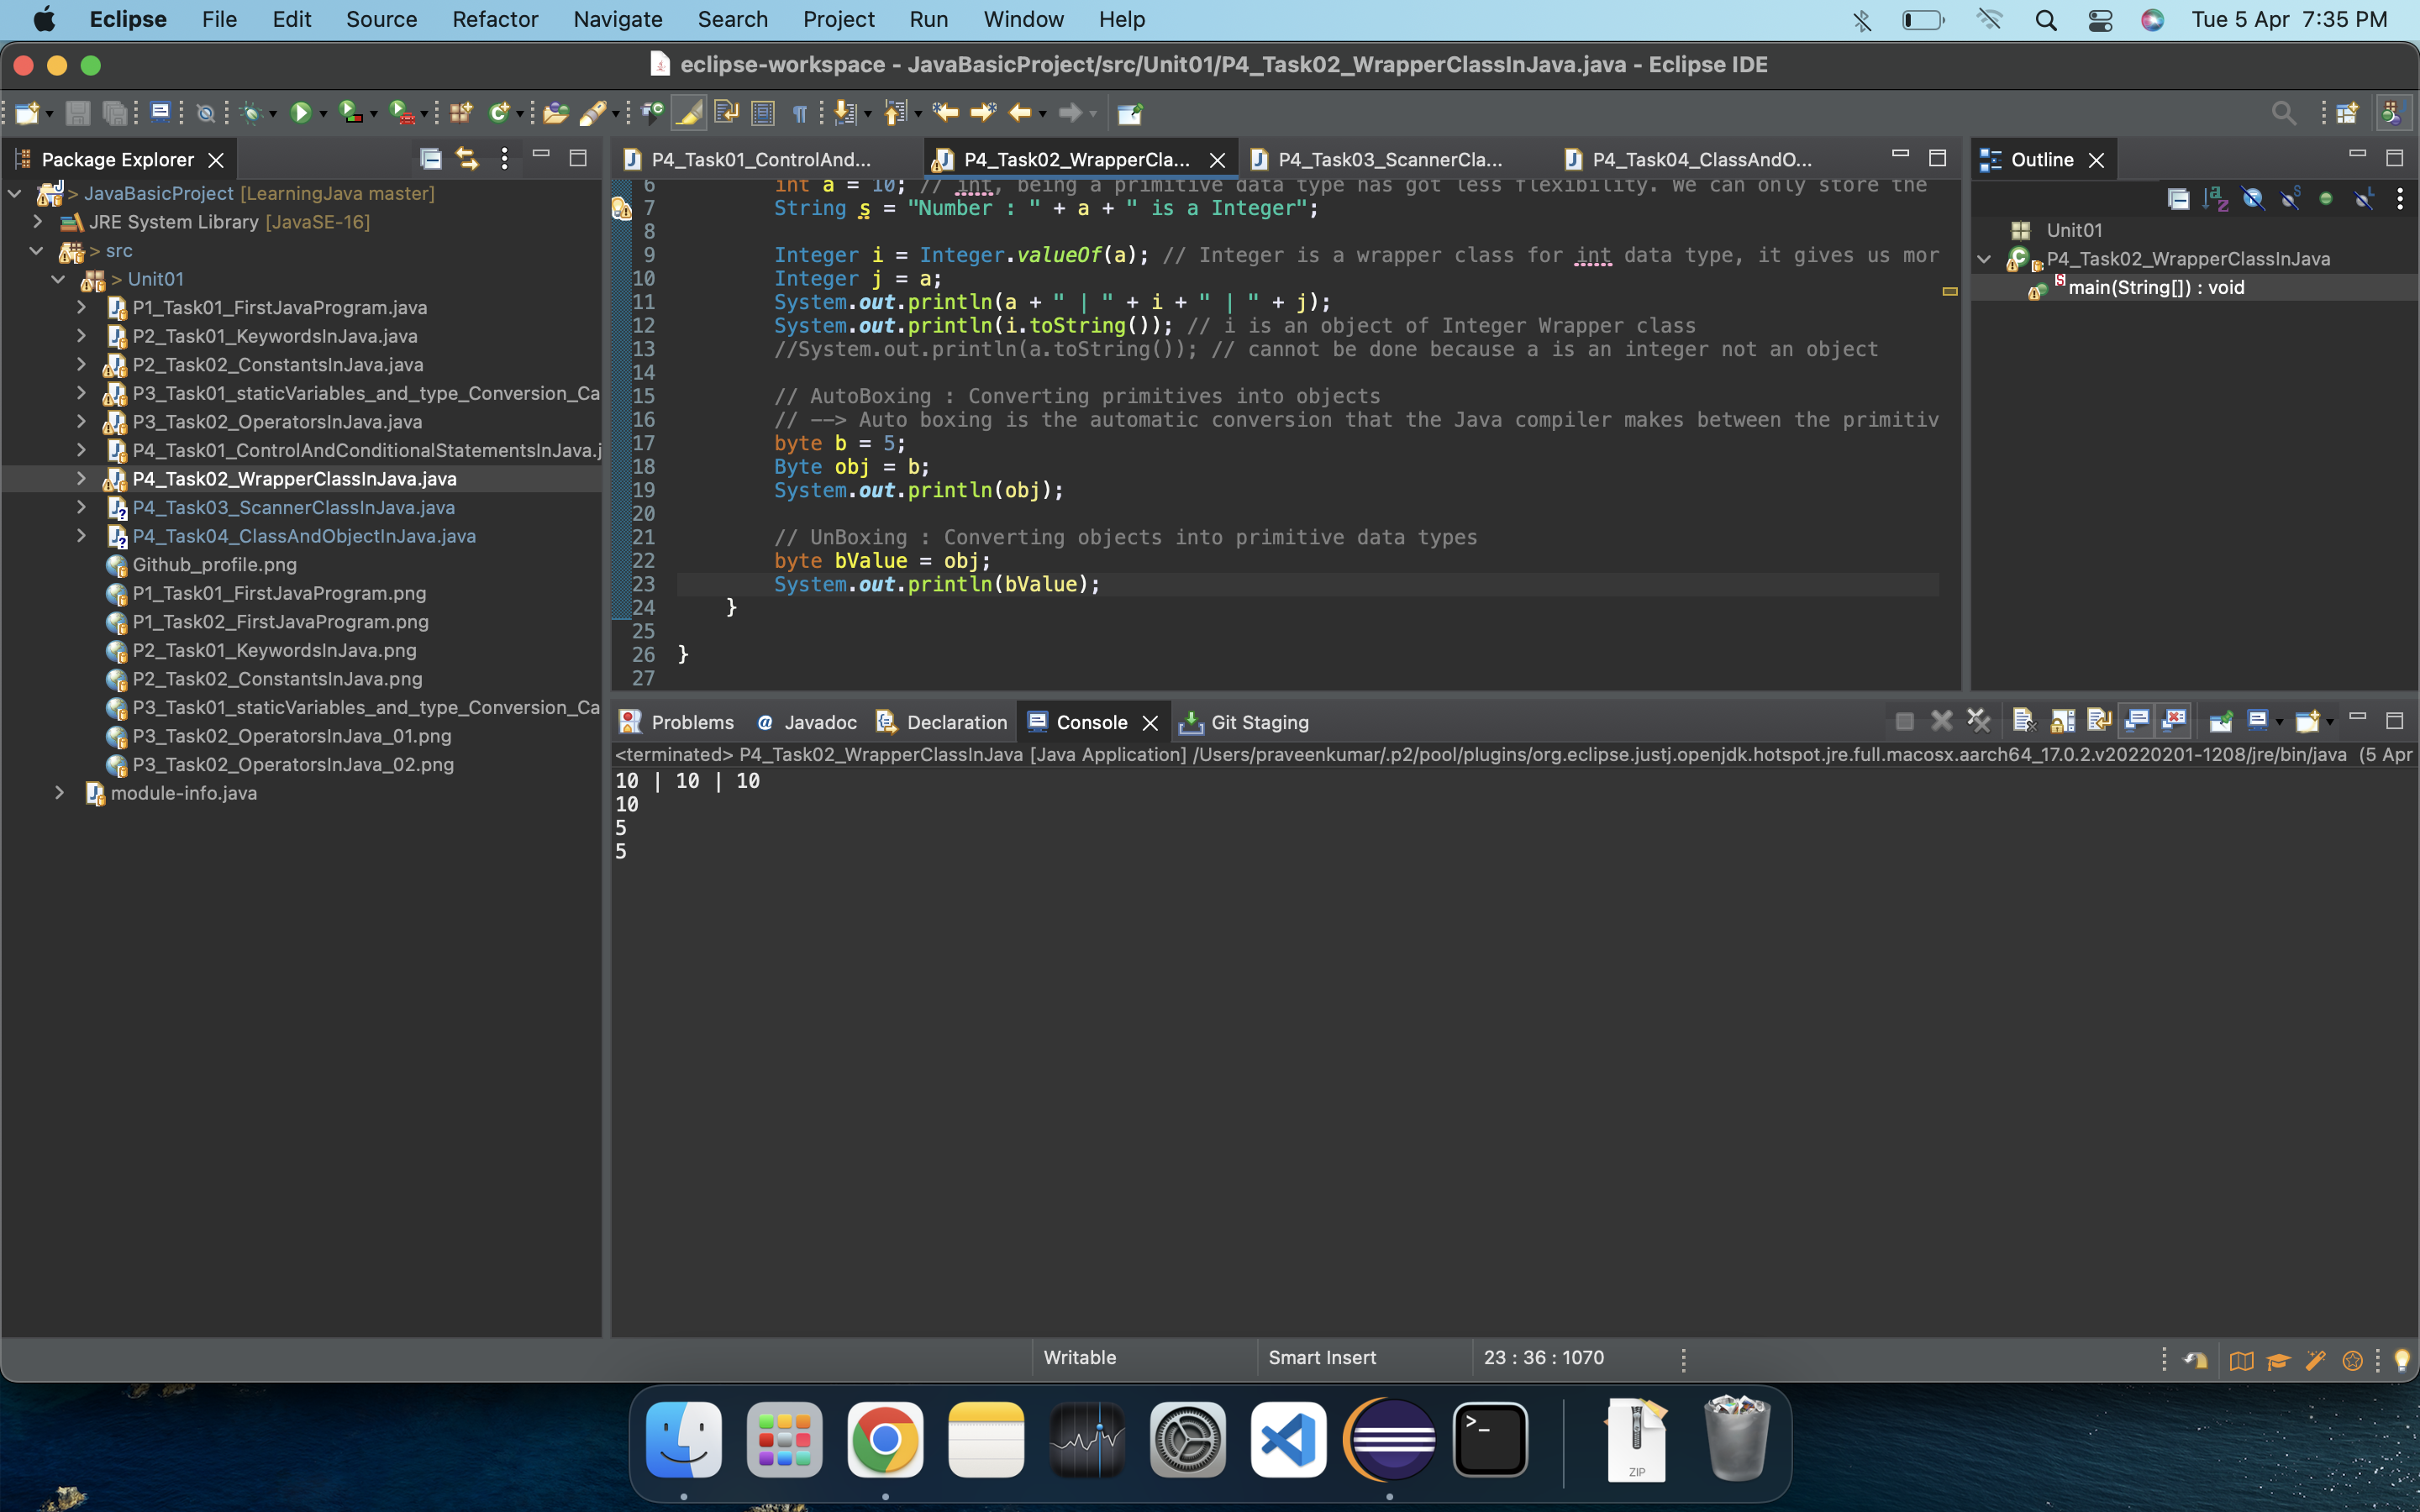 Eclipse File Edit Source Refactor Navigate Search Project Run Window Help Tue 5 Apr 7:35 PM
eclipse-workspace - JavaBasicProject/src/Unit01/P4_Task02_WrapperClassInJava.java - Eclipse IDE
Package Explorer
> JavaBasicProject [LearningJava master]
JRE System Library [JavaSE-16]
> src
> Unit01
P1_Task01_FirstJavaProgram.java
P2_Task01_KeywordsInJava.java
P2_Task02_ConstantsInJava.java
P3_Task01_staticVariables_and_type_Conversion_Ca
P3_Task02_OperatorsInJava.java
P4_Task01_ControlAndConditionalStatementsInJava.j
P4_Task02_WrapperClassInJava.java
P4_Task03_ScannerClassInJava.java
P4_Task04_ClassAndObjectInJava.java
Github_profile.png
P1_Task01_FirstJavaProgram.png
P1_Task02_FirstJavaProgram.png
P2_Task01_KeywordsInJava.png
P2_Task02_ConstantsInJava.png
P3_Task01_staticVariables_and_type_Conversion_Ca
P3_Task02_OperatorsInJava_01.png
P3_Task02_OperatorsInJava_02.png
module-info.java
P4_Task01_ControlAnd... P4_Task02_WrapperCla... P4_Task03_ScannerCla... P4_Task04_ClassAndO...
6 int a = 10; // int, being a primitive data type has got less flexibility. We can only store the
7 String s = "Number : " + a + " is a Integer";
8
9 Integer i = Integer.valueOf(a); // Integer is a wrapper class for int data type, it gives us mor
10 Integer j = a;
11 System.out.println(a + " | " + i + " | " + j);
12 System.out.println(i.toString()); // i is an object of Integer Wrapper class
13 //System.out.println(a.toString()); // cannot be done because a is an integer not an object
14
15 // AutoBoxing : Converting primitives into objects
16 // --> Auto boxing is the automatic conversion that the Java compiler makes between the primitiv
17 byte b = 5;
18 Byte obj = b;
19 System.out.println(obj);
20
21 // UnBoxing : Converting objects into primitive data types
22 byte bValue = obj;
23 System.out.println(bValue);
24 }
25
26 }
27
Outline
Unit01
P4_Task02_WrapperClassInJava
main(String[]) : void
Problems Javadoc Declaration Console Git Staging
<terminated> P4_Task02_WrapperClassInJava [Java Application] /Users/praveenkumar/.p2/pool/plugins/org.eclipse.justj.openjdk.hotspot.jre.full.macosx.aarch64_17.0.2.v20220201-1208/jre/bin/java (5 Apr
10 | 10 | 10
10
5
5
Writable Smart Insert 23 : 36 : 1070
ZIP